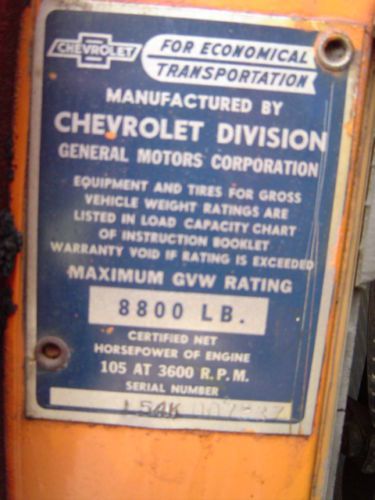 CHEVROLET
FOR ECONOMICAL
TRANSPORTATION
MANUFACTURED BY
CHEVROLET DIVISION
GENERAL MOTORS CORPORATION
EQUIPMENT AND TIRES FOR GROSS
VEHICLE WEIGHT RATINGS ARE
LISTED IN LOAD CAPACITY CHART
OF INSTRUCTION BOOKLET
WARRANTY VOID IF RATING IS EXCEEDED
MAXIMUM GVW RATING
8800 LB.
CERTIFIED NET
HORSEPOWER OF ENGINE
105 AT 3600 R.P.M.
SERIAL NUMBER